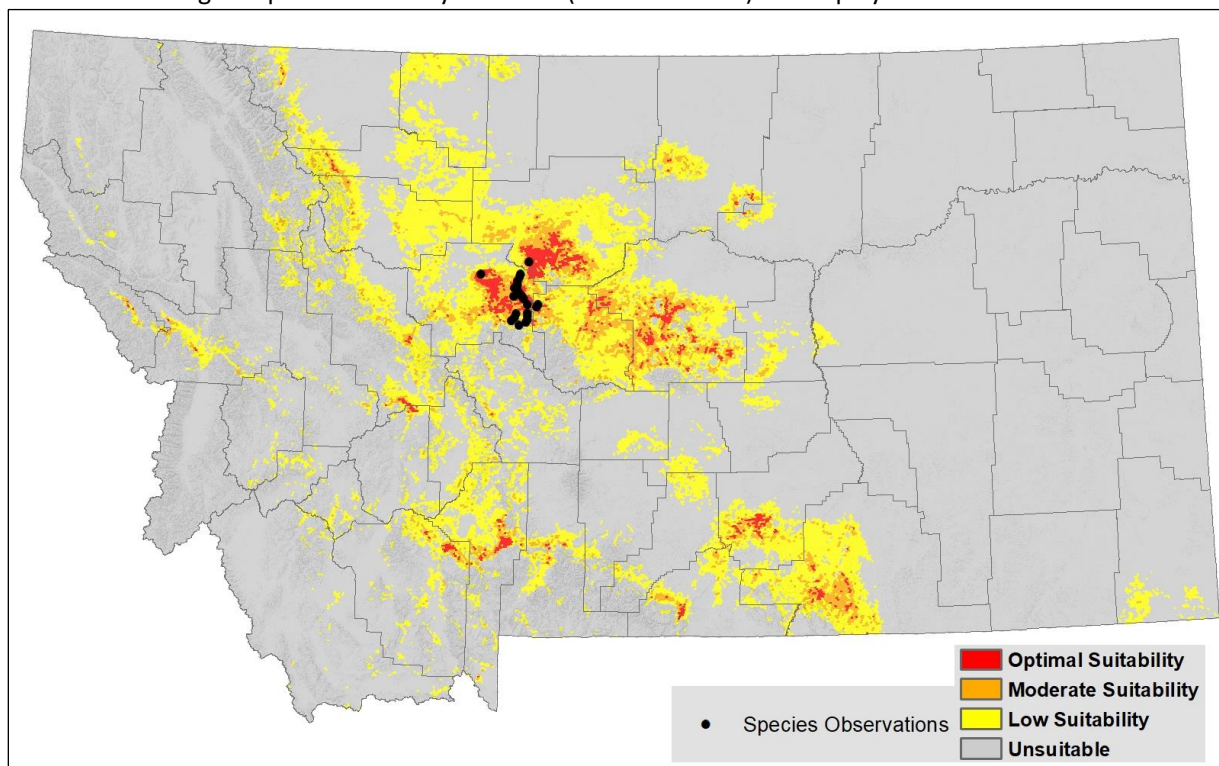 Species Observations
Optimal Suitability
Moderate Suitability
Low Suitability
Unsuitable